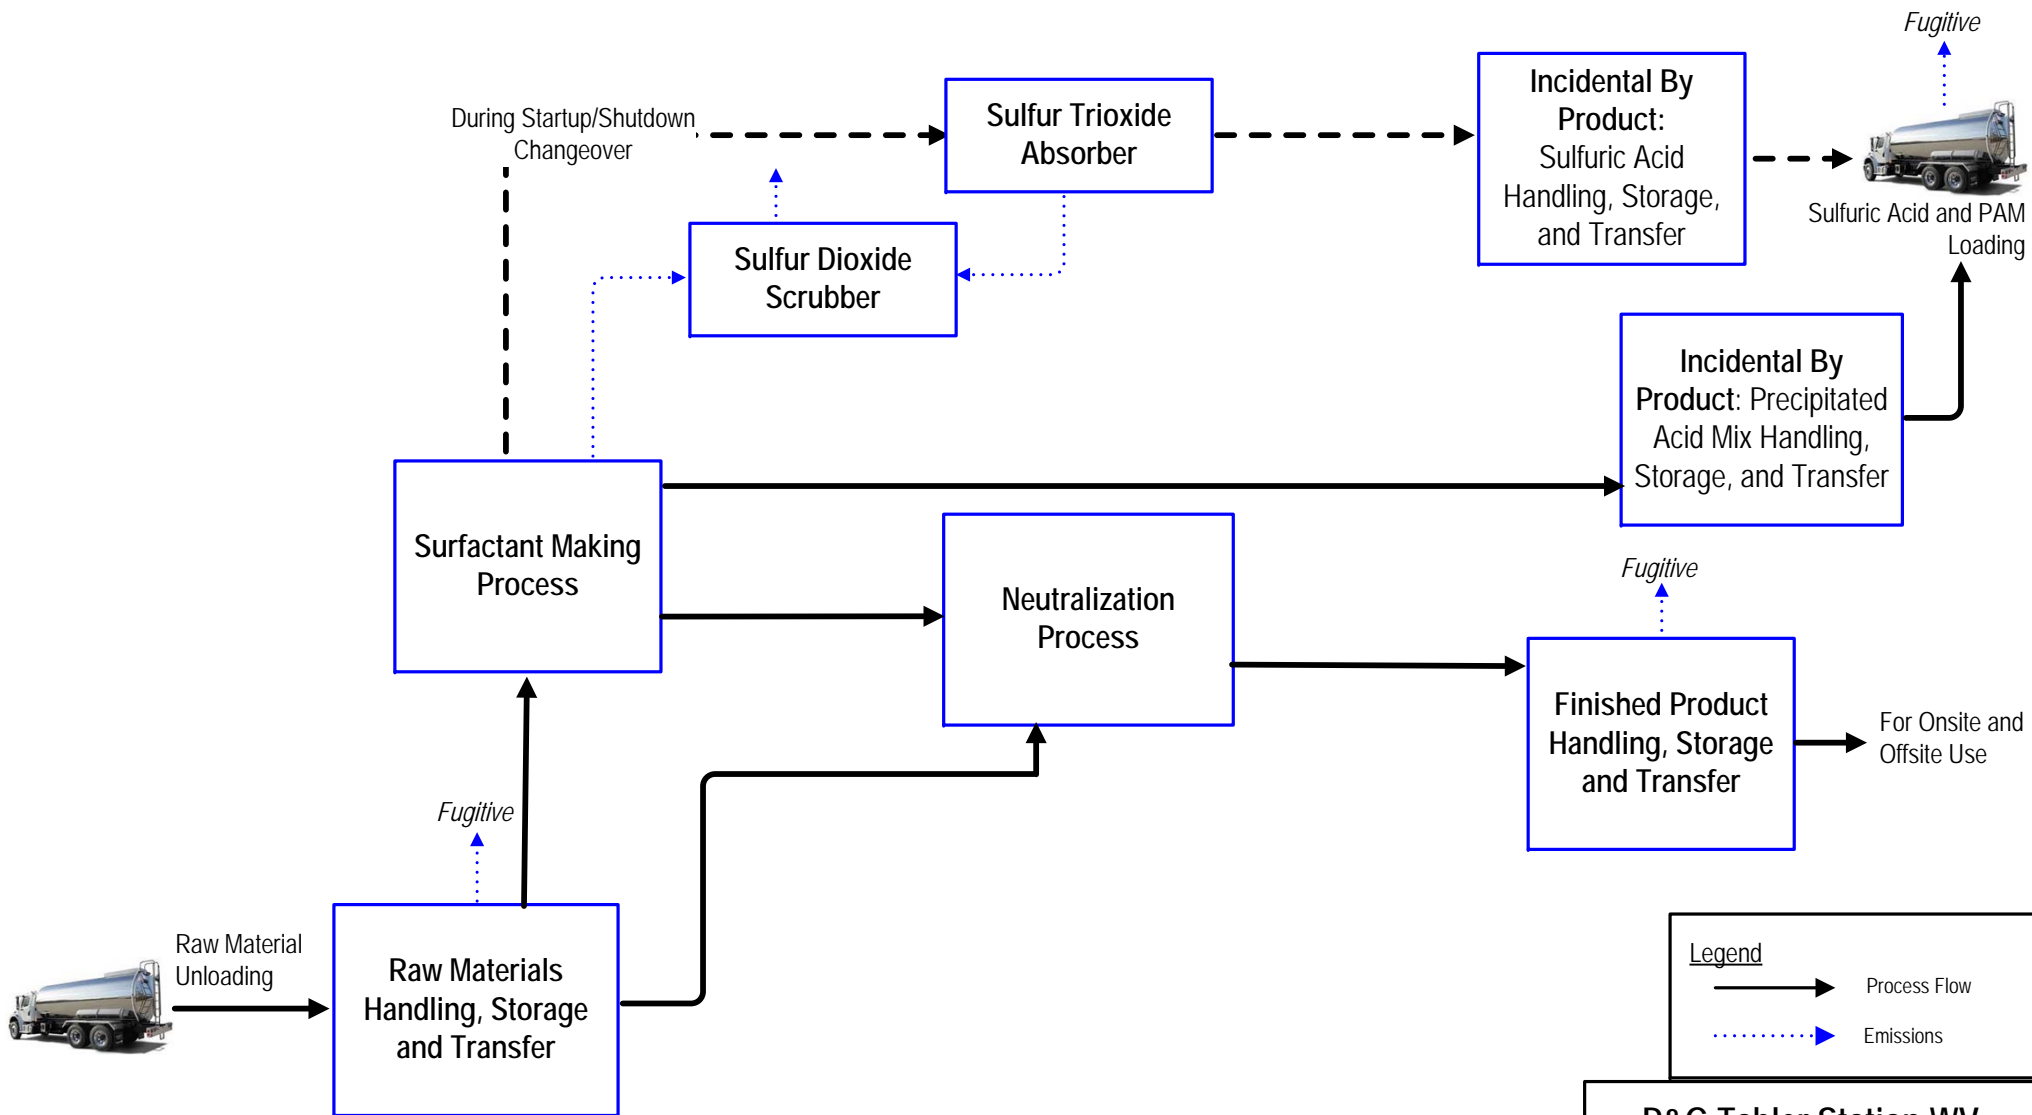 Fugitive
During Startup/Shutdown
Changeover
Sulfur Trioxide
Absorber
Incidental By
Product:
Sulfuric Acid
Handling, Storage,
and Transfer
Sulfuric Acid and PAM
Loading
Sulfur Dioxide
Scrubber
Incidental By
Product: Precipitated
Acid Mix Handling,
Storage, and Transfer
Surfactant Making
Process
Neutralization
Process
Fugitive
Finished Product
Handling, Storage
and Transfer
For Onsite and
Offsite Use
Fugitive
Raw Material
Unloading
Raw Materials
Handling, Storage
and Transfer
Legend
Process Flow
Emissions
P&G Tabler Station WV